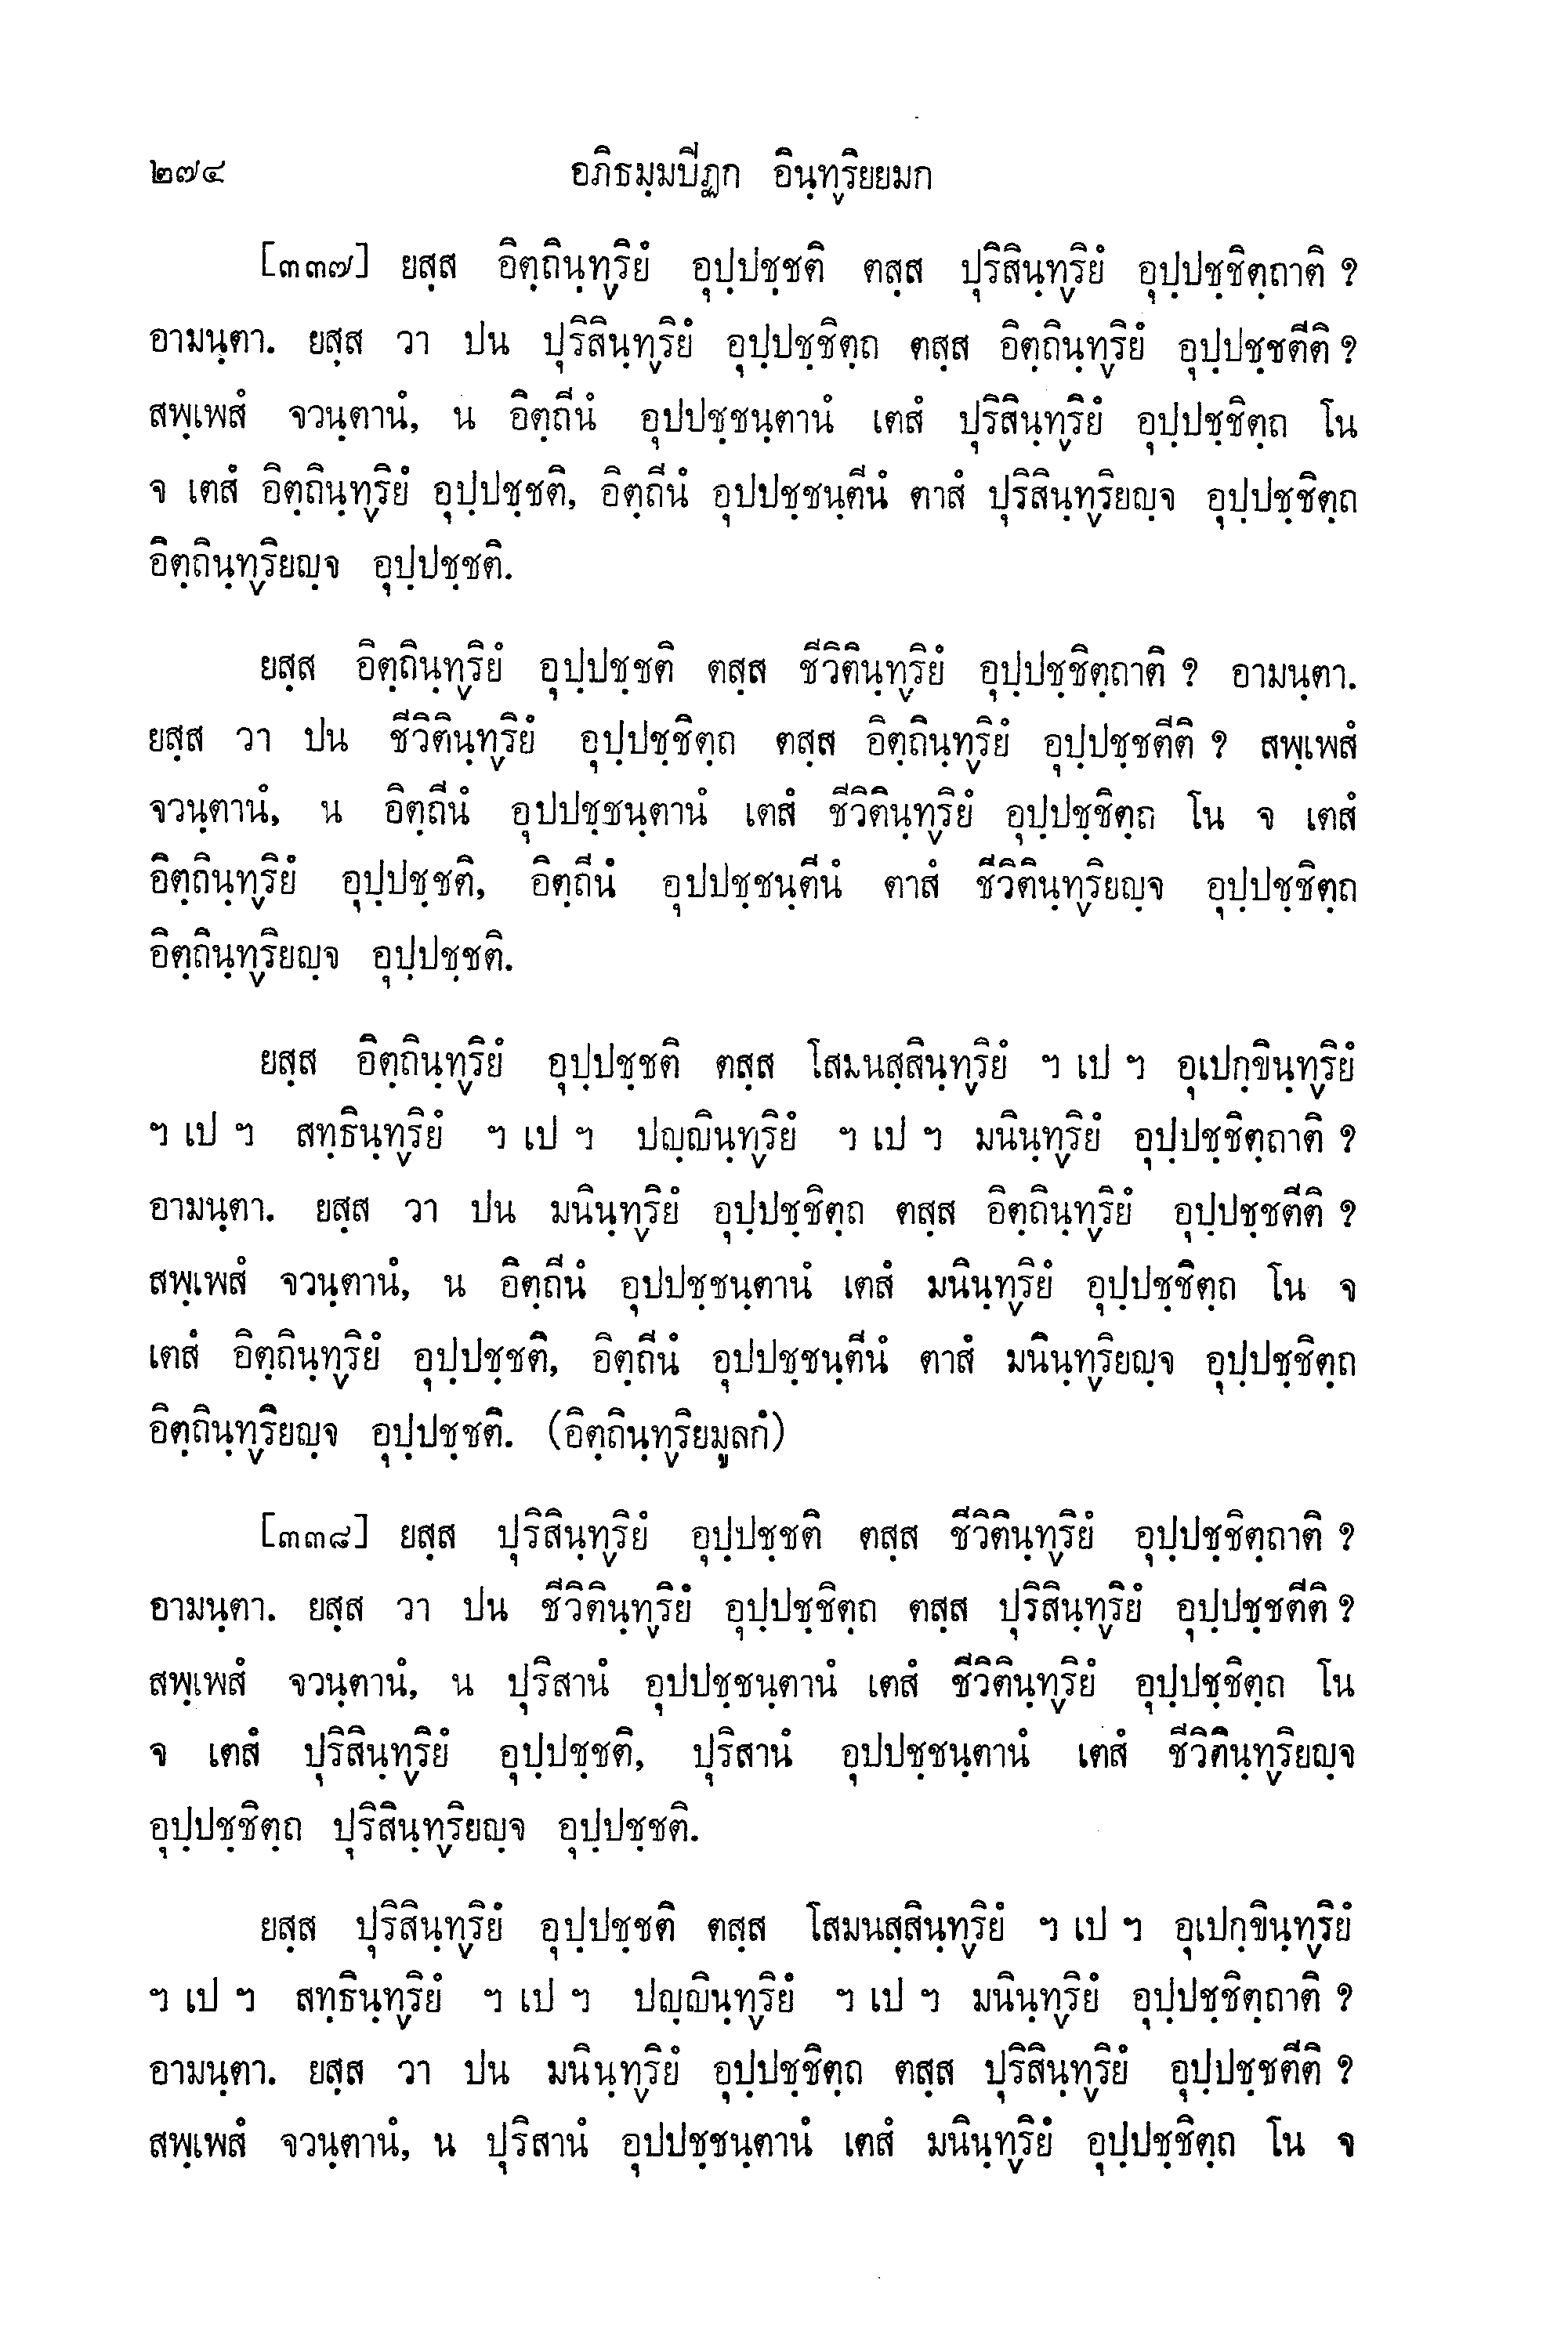 ๒๗๔ อภิธมฺมปิฏก อินฺทฺริยยมก
[๓๓๗] ยสฺส อิตฺถินฺทฺริยํ อุปฺปชฺชติ ตสฺส ปุริสินฺทฺริยํ อุปฺปชฺชิตฺถาติ ?
อามนฺตา. ยสฺส วา ปน ปุริสินฺทฺริยํ อุปฺปชฺชิตฺถ ตสฺส อิตฺถินฺทฺริยํ อุปฺปชฺชตีติ ?
สพฺเพสํ จวนฺตานํ, น อิตฺถีนํ อุปปชฺชนฺตานํ เตสํ ปุริสินฺทฺริยํ อุปฺปชฺชิตฺถ โน
จ เตสํ อิตฺถินฺทฺริยํ อุปฺปชฺชติ, อิตฺถีนํ อุปปชฺชนฺตีนํ ตาสํ ปุริสินฺทฺริยญฺจ อุปฺปชฺชิตฺถ
อิตฺถินฺทฺริยญฺจ อุปฺปชฺชติ.
ยสฺส อิตฺถินฺทฺริยํ อุปฺปชฺชติ ตสฺส ชีวิตินฺทฺริยํ อุปฺปชฺชิตฺถาติ ? อามนฺตา.
ยสฺส วา ปน ชีวิตินฺทฺริยํ อุปฺปชฺชิตฺถ ตสฺส อิตฺถินฺทฺริยํ อุปฺปชฺชตีติ ? สพฺเพสํ
จวนฺตานํ, น อิตฺถีนํ อุปปชฺชนฺตานํ เตสํ ชีวิตินฺทฺริยํ อุปฺปชฺชิตฺถ โน จ เตสํ
อิตฺถินฺทฺริยํ อุปฺปชฺชติ, อิตฺถีนํ อุปปชฺชนฺตีนํ ตาสํ ชีวิตินฺทฺริยญฺจ อุปฺปชฺชิตฺถ
อิตฺถินฺทฺริยญฺจ อุปฺปชฺชติ.
ยสฺส อิตฺถินฺทฺริยํ อุปฺปชฺชติ ตสฺส โสมนสฺสินฺทฺริยํ ฯ เป ฯ อุเปกฺขินฺทฺริยํ
ฯ เป ฯ สทฺธินฺทฺริยํ ฯ เป ฯ ปญฺญินฺทฺริยํ ฯ เป ฯ มนินฺทฺริยํ อุปฺปชฺชิตฺถาติ ?
อามนฺตา. ยสฺส วา ปน มนินฺทฺริยํ อุปฺปชฺชิตฺถ ตสฺส อิตฺถินฺทฺริยํ อุปฺปชฺชตีติ ?
สพฺเพสํ จวนฺตานํ, น อิตฺถีนํ อุปปชฺชนฺตานํ เตสํ มนินฺทฺริยํ อุปฺปชฺชิตฺถ โน จ
เตสํ อิตฺถินฺทฺริยํ อุปฺปชฺชติ, อิตฺถีนํ อุปปชฺชนฺตีนํ ตาสํ มนินฺทฺริยญฺจ อุปฺปชฺชิตฺถ
อิตฺถินฺทฺริยญฺจ อุปฺปชฺชติ. (อิตฺถินฺทฺริยมูลกํ)
[๓๓๘] ยสฺส ปุริสินฺทฺริยํ อุปฺปชฺชติ ตสฺส ชีวิตินฺทฺริยํ อุปฺปชฺชิตฺถาติ ?
อามนฺตา. ยสฺส วา ปน ชีวิตินฺทฺริยํ อุปฺปชฺชิตฺถ ตสฺส ปุริสินฺทฺริยํ อุปฺปชฺชตีติ ?
สพฺเพสํ จวนฺตานํ, น ปุริสานํ อุปปชฺชนฺตานํ เตสํ ชีวิตินฺทฺริยํ อุปฺปชฺชิตฺถ โน
จ เตสํ ปุริสินฺทฺริยํ อุปฺปชฺชติ, ปุริสานํ อุปปชฺชนฺตานํ เตสํ ชีวิตินฺทฺริยญฺจ
อุปฺปชฺชิตฺถ ปุริสินฺทฺริยญฺจ อุปฺปชฺชติ.
ยสฺส ปุริสินฺทฺริยํ อุปฺปชฺชติ ตสฺส โสมนสฺสินฺทฺริยํ ฯ เป ฯ อุเปกฺขินฺทฺริยํ
ฯ เป ฯ สทฺธินฺทฺริยํ ฯ เป ฯ ปญฺญินฺทฺริยํ ฯ เป ฯ มนินฺทฺริยํ อุปฺปชฺชิตฺถาติ ?
อามนฺตา. ยสฺส วา ปน มนินฺทฺริยํ อุปฺปชฺชิตฺถ ตสฺส ปุริสินฺทฺริยํ อุปฺปชฺชตีติ ?
สพฺเพสํ จวนฺตานํ, น ปุริสานํ อุปปชฺชนฺตานํ เตสํ มนินฺทฺริยํ อุปฺปชฺชิตฺถ โน จ